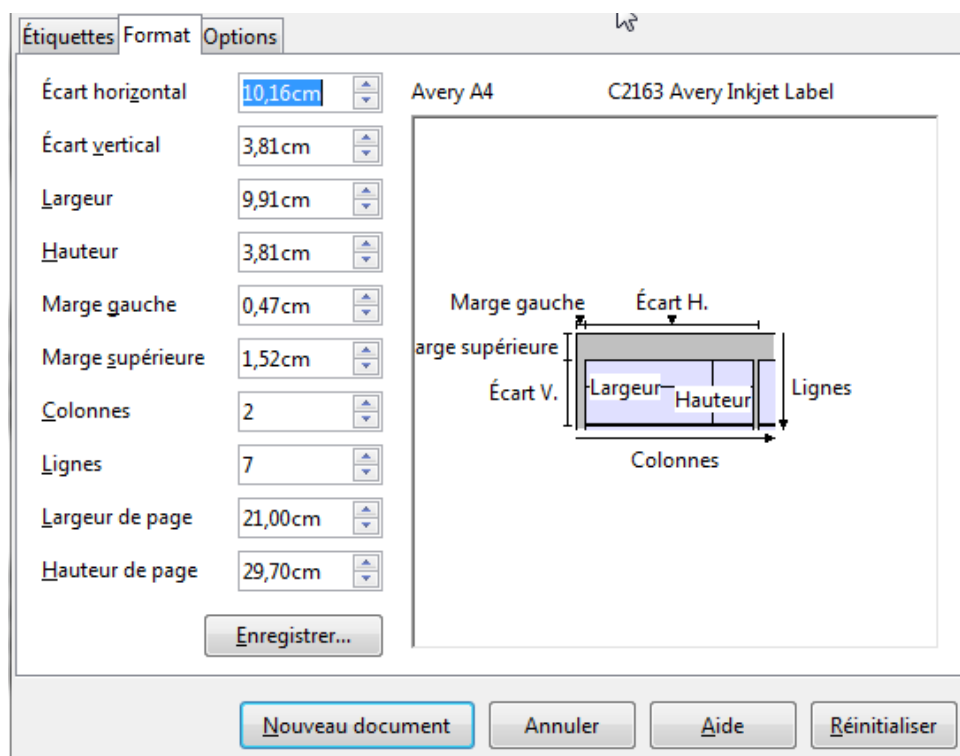 Étiquettes Format Options
Écart horizontal 10,16cm
Écart vertical 3,81cm
Largeur 9,91cm
Hauteur 3,81cm
Marge gauche 0,47cm
Marge supérieure 1,52cm
Colonnes 2
Lignes 7
Largeur de page 21,00cm
Hauteur de page 29,70cm
Enregistrer...
Avery A4 C2163 Avery Inkjet Label
Marge gauche Écart H.
arge supérieure
Écart V. Largeur Hauteur Lignes
Colonnes
Nouveau document Annuler Aide Réinitialiser